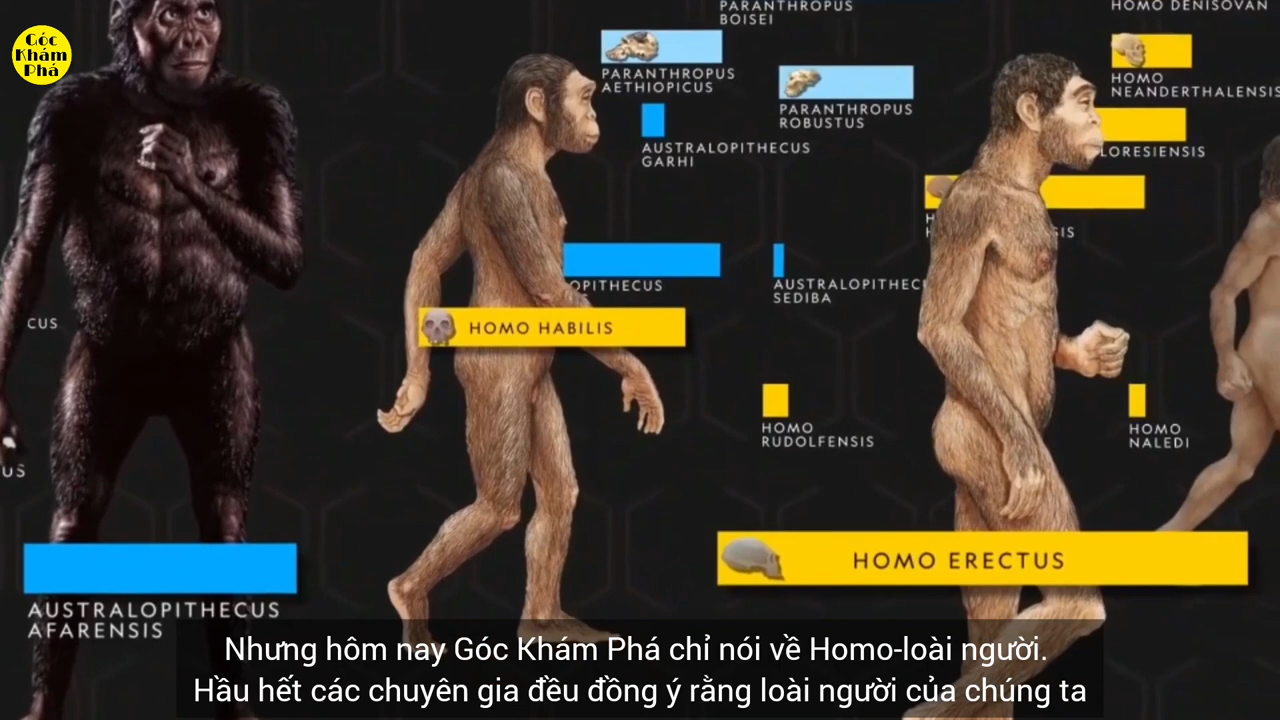 Góc
Khám
Phá
PARANTHROPUS
BOISEI
HOMO DENISOVAN
PARANTHROPUS
AETHIOPICUS
PARANTHROPUS
ROBUSTUS
HOMO
NEANDERTHALENSIS
AUSTRALOPITHECUS
GARHI
LORESIENSIS
OPITHECUS
AUSTRALOPITHEC
SEDIBA
CUS
HOMO HABILIS
HOMO
RUDOLFENSIS
HOMO
NALEDI
US
HOMO ERECTUS
AUSTRALOPITHECUS
AFARENSIS
Nhưng hôm nay Góc Khám Phá chỉ nói về Homo-loài người.
Hầu hết các chuyên gia đều đồng ý rằng loài người của chúng ta